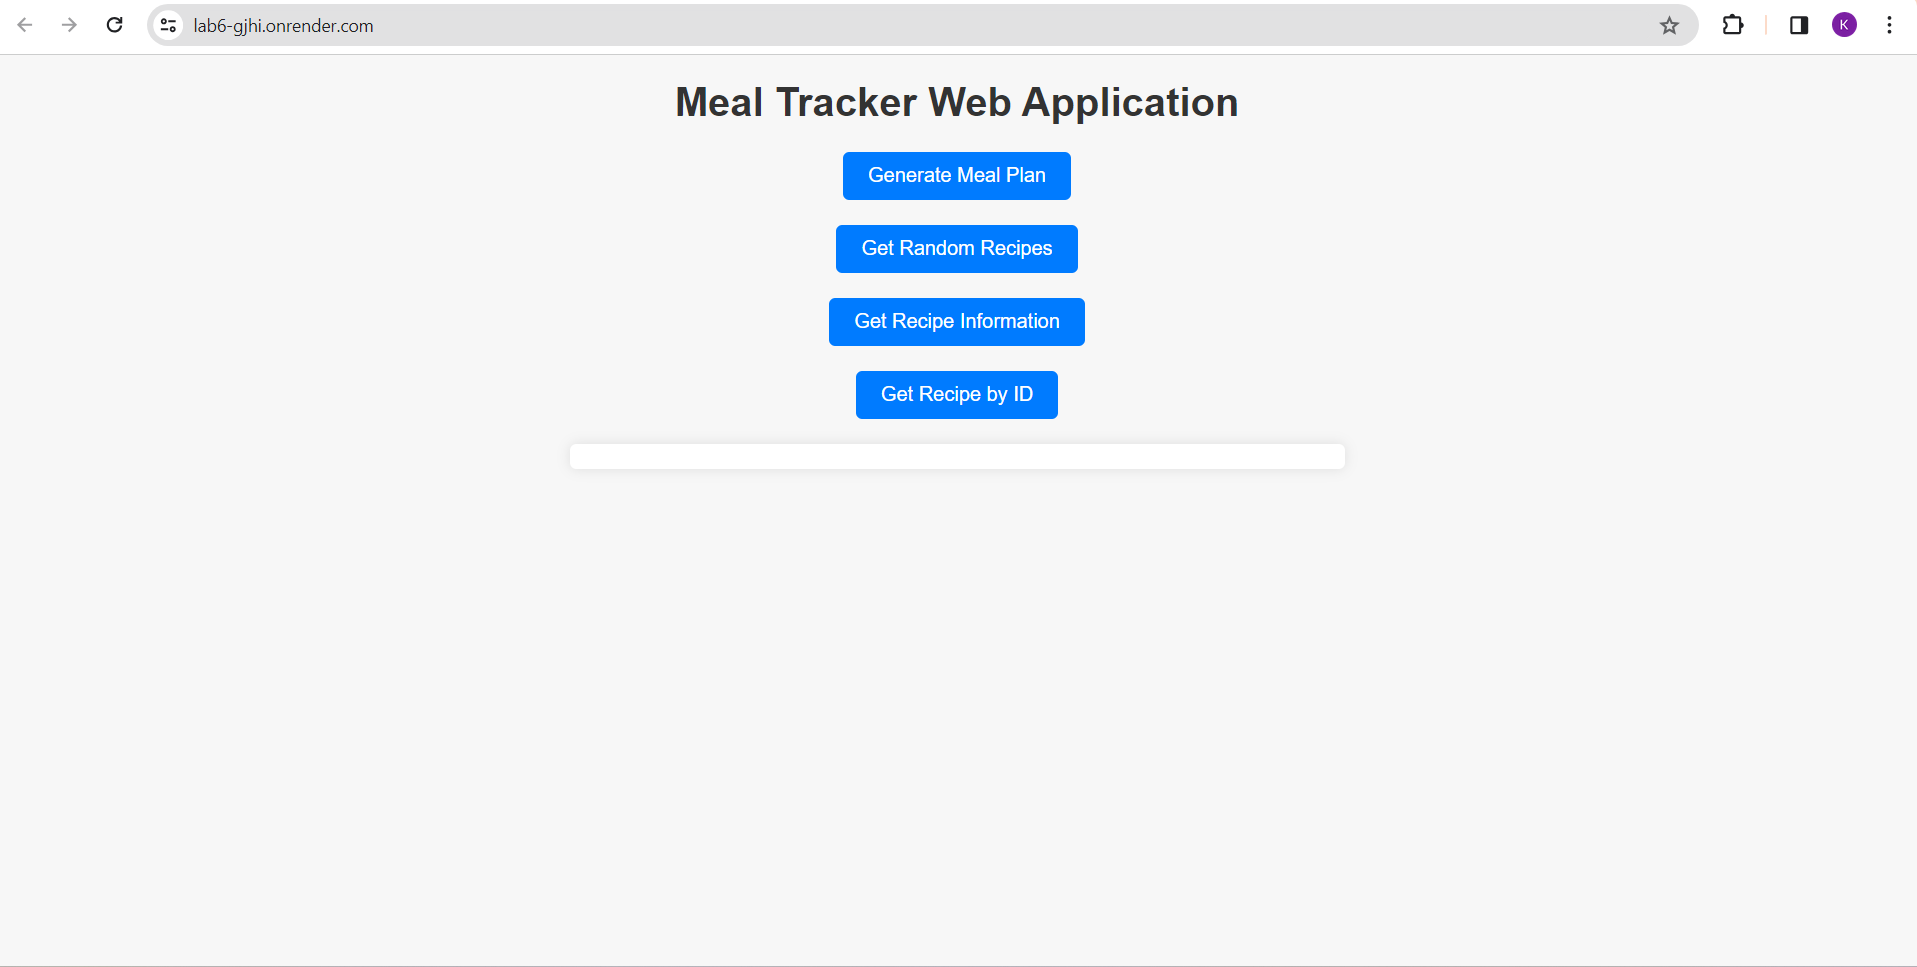 lab6-gjhi.onrender.com
K
Meal Tracker Web Application
Generate Meal Plan
Get Random Recipes
Get Recipe Information
Get Recipe by ID